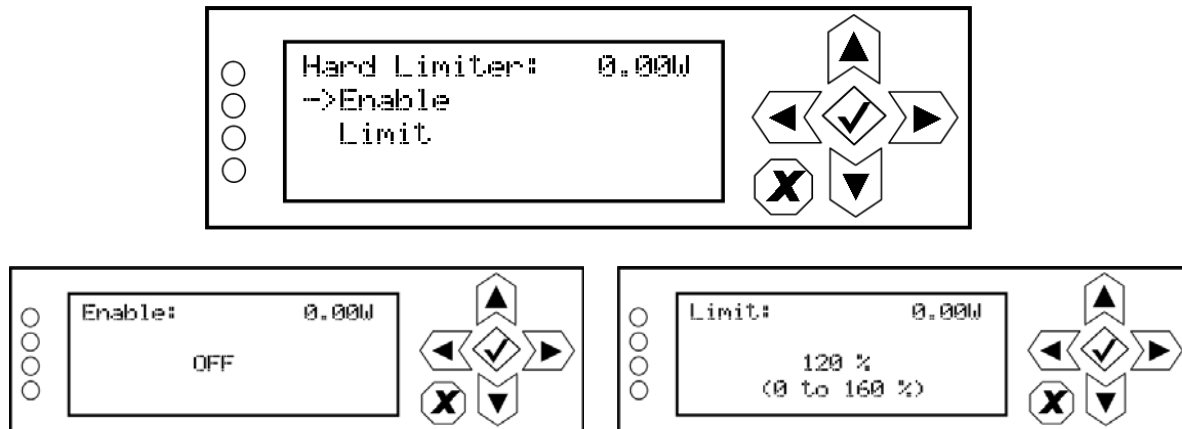 Hard Limiter: 0.00W
->Enable
Limit
X
Enable: 0.00W
OFF
X
Limit: 0.00W
120 %
(0 to 160 %)
X